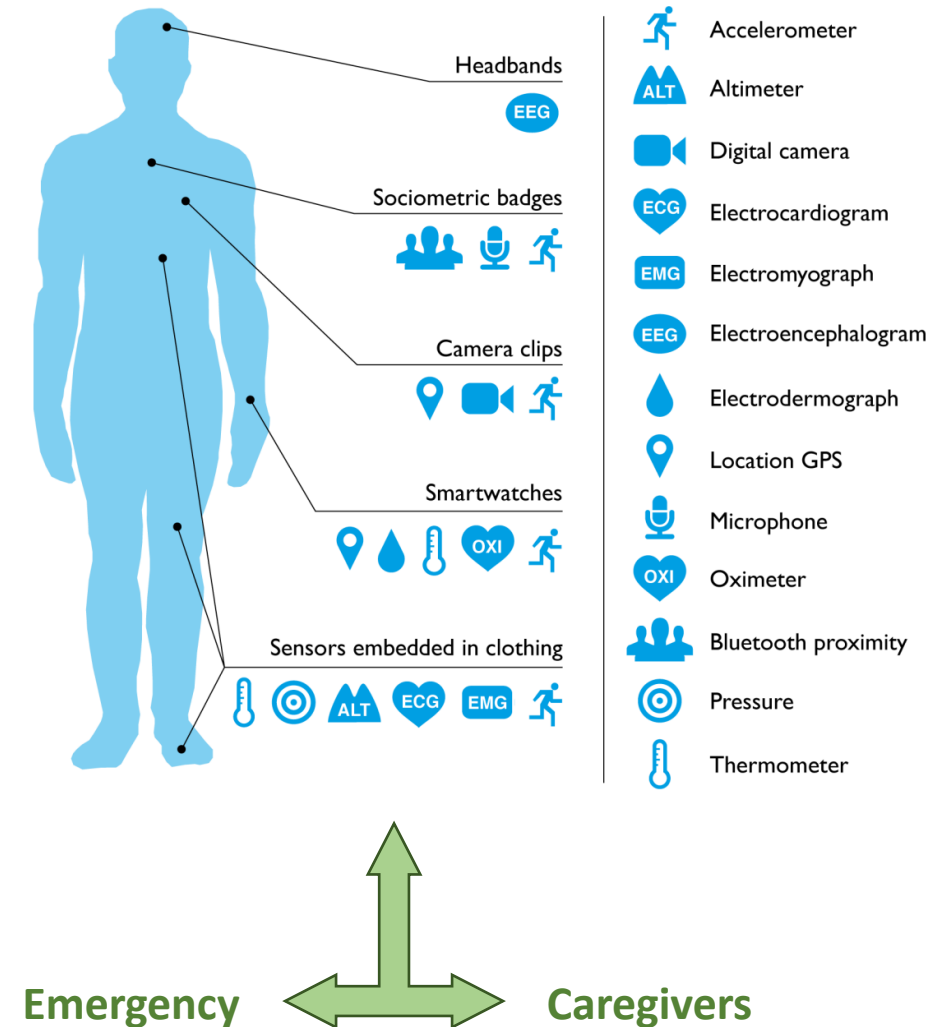 Headbands
EEG
Sociometric badges
Camera clips
Smartwatches
OXI
Sensors embedded in clothing
ALT ECG EMG
Accelerometer
ALT Altimeter
Digital camera
ECG Electrocardiogram
EMG Electromyograph
EEG Electroencephalogram
Electrodermograph
Location GPS
Microphone
OXI Oximeter
Bluetooth proximity
Pressure
Thermometer
Emergency Caregivers